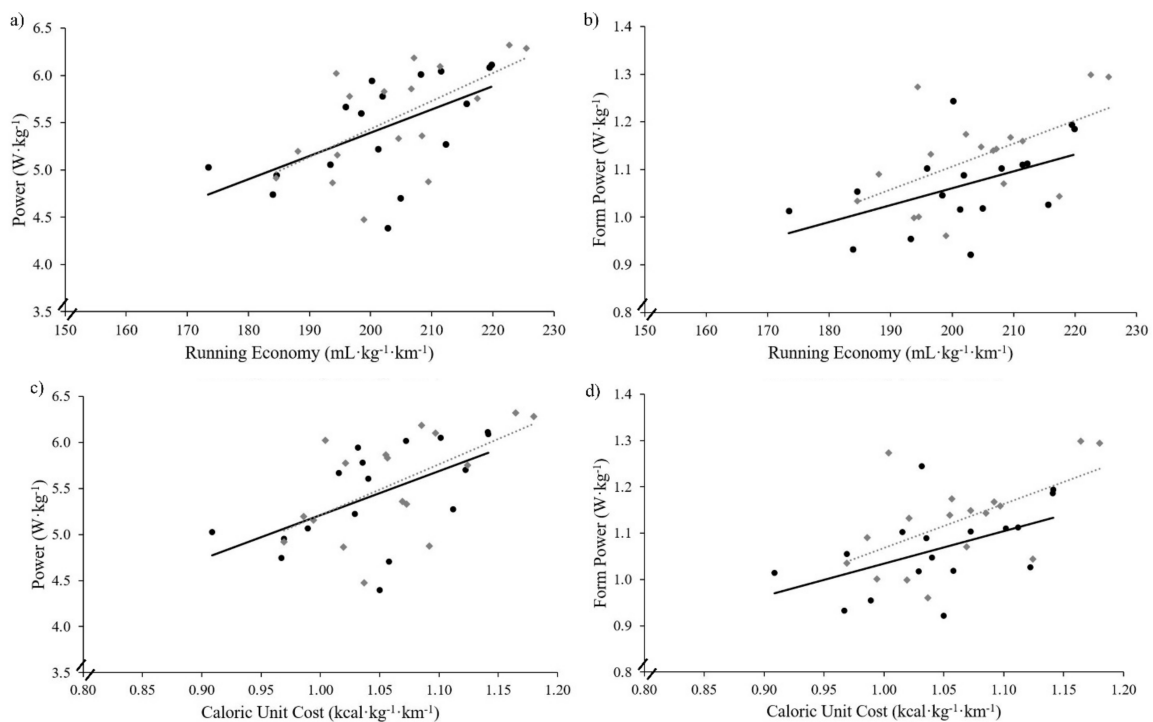 a)
6.5
6.0
5.5
5.0
4.5
4.0
3.5
Power (W·kg⁻¹)
150 160 170 180 190 200 210 220 230
Running Economy (mL·kg⁻¹·km⁻¹)
b)
1.4
1.3
1.2
1.1
1.0
0.9
0.8
Form Power (W·kg⁻¹)
150 160 170 180 190 200 210 220 230
Running Economy (mL·kg⁻¹·km⁻¹)
c)
6.5
6.0
5.5
5.0
4.5
4.0
3.5
Power (W·kg⁻¹)
0.80 0.90 0.95 1.00 1.05 1.10 1.15 1.20
Caloric Unit Cost (kcal·kg⁻¹·km⁻¹)
d)
1.4
1.3
1.2
1.1
1.0
0.9
0.8
Form Power (W·kg⁻¹)
0.80 0.90 0.95 1.00 1.05 1.10 1.15 1.20
Caloric Unit Cost (kcal·kg⁻¹·km⁻¹)